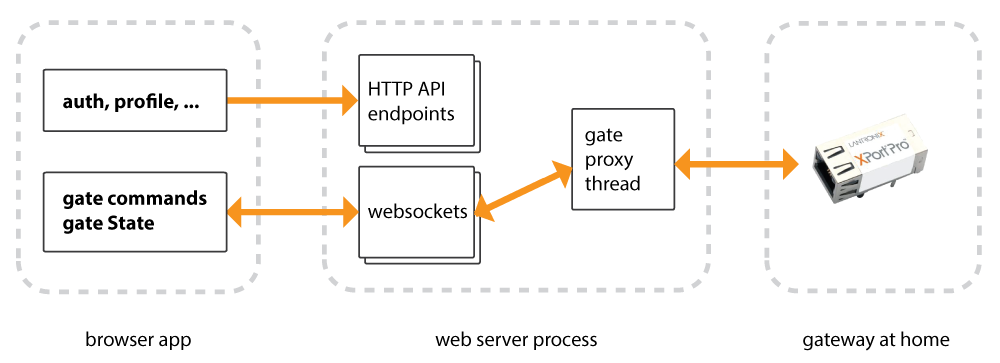 auth, profile, ...
gate commands
gate State
HTTP API
endpoints
websockets
gate
proxy
thread
LANTRONIX
XPort Pro
browser app
web server process
gateway at home